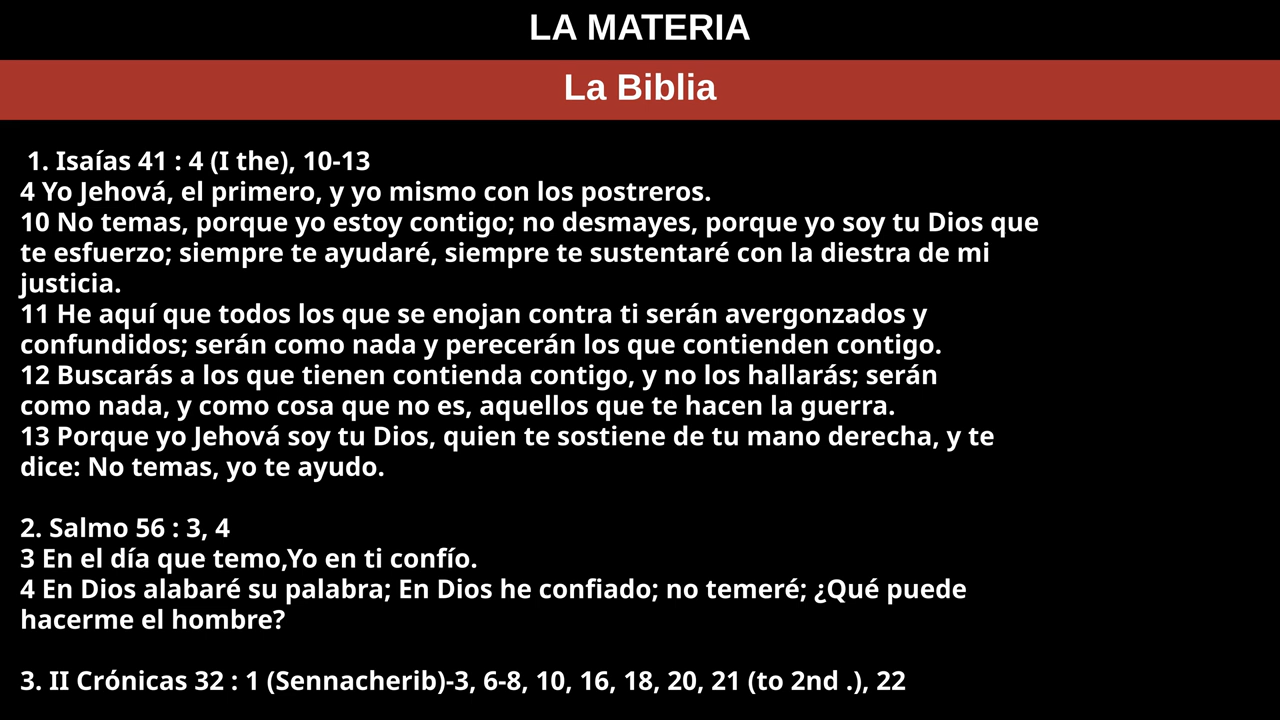 LA MATERIA
La Biblia
1. Isaías 41 : 4 (I the), 10-13
4 Yo Jehová, el primero, y yo mismo con los postreros.
10 No temas, porque yo estoy contigo; no desmayes, porque yo soy tu Dios que
te esfuerzo; siempre te ayudaré, siempre te sustentaré con la diestra de mi
justicia.
11 He aquí que todos los que se enojan contra ti serán avergonzados y
confundidos; serán como nada y perecerán los que contienden contigo.
12 Buscarás a los que tienen contienda contigo, y no los hallarás; serán
como nada, y como cosa que no es, aquellos que te hacen la guerra.
13 Porque yo Jehová soy tu Dios, quien te sostiene de tu mano derecha, y te
dice: No temas, yo te ayudo.
2. Salmo 56 : 3, 4
3 En el día que temo,Yo en ti confío.
4 En Dios alabaré su palabra; En Dios he confiado; no temeré; ¿Qué puede
hacerme el hombre?
3. II Crónicas 32 : 1 (Sennacherib)-3, 6-8, 10, 16, 18, 20, 21 (to 2nd .), 22